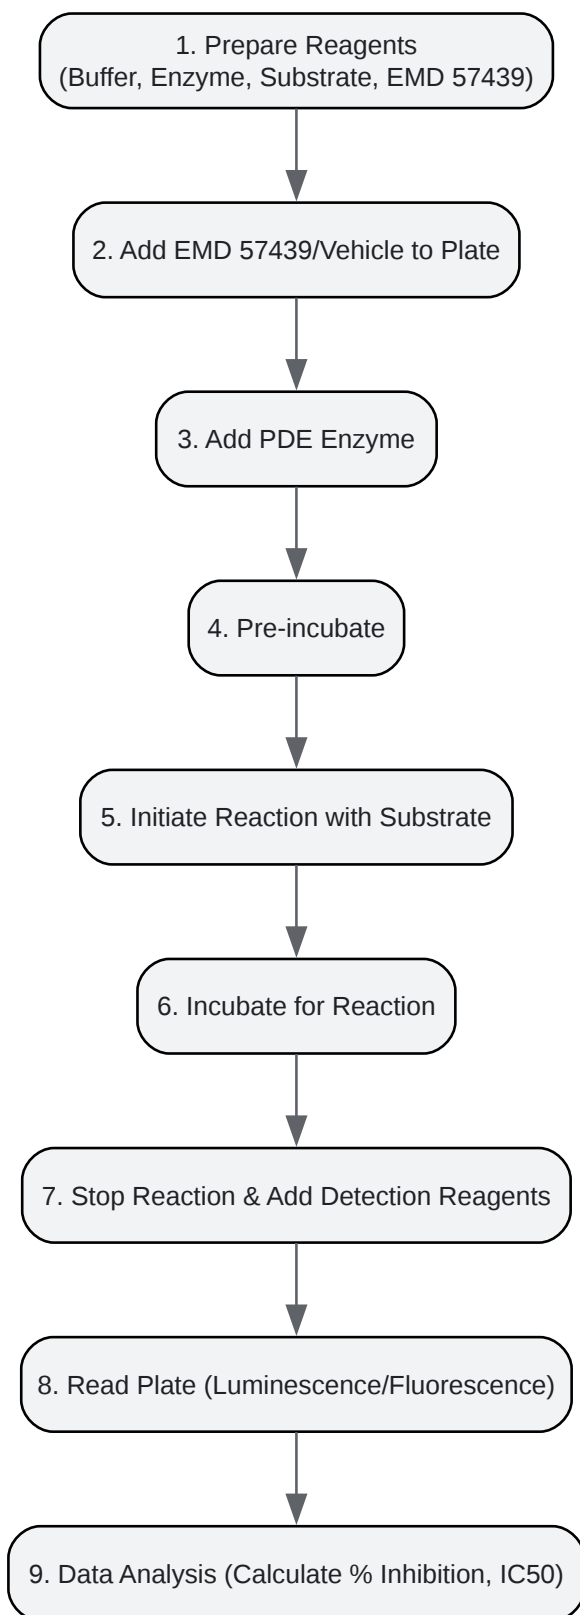 1. Prepare Reagents
(Buffer, Enzyme, Substrate, EMD 57439)
2. Add EMD 57439/Vehicle to Plate
3. Add PDE Enzyme
4. Pre-incubate
5. Initiate Reaction with Substrate
6. Incubate for Reaction
7. Stop Reaction & Add Detection Reagents
8. Read Plate (Luminescence/Fluorescence)
9. Data Analysis (Calculate % Inhibition, IC50)